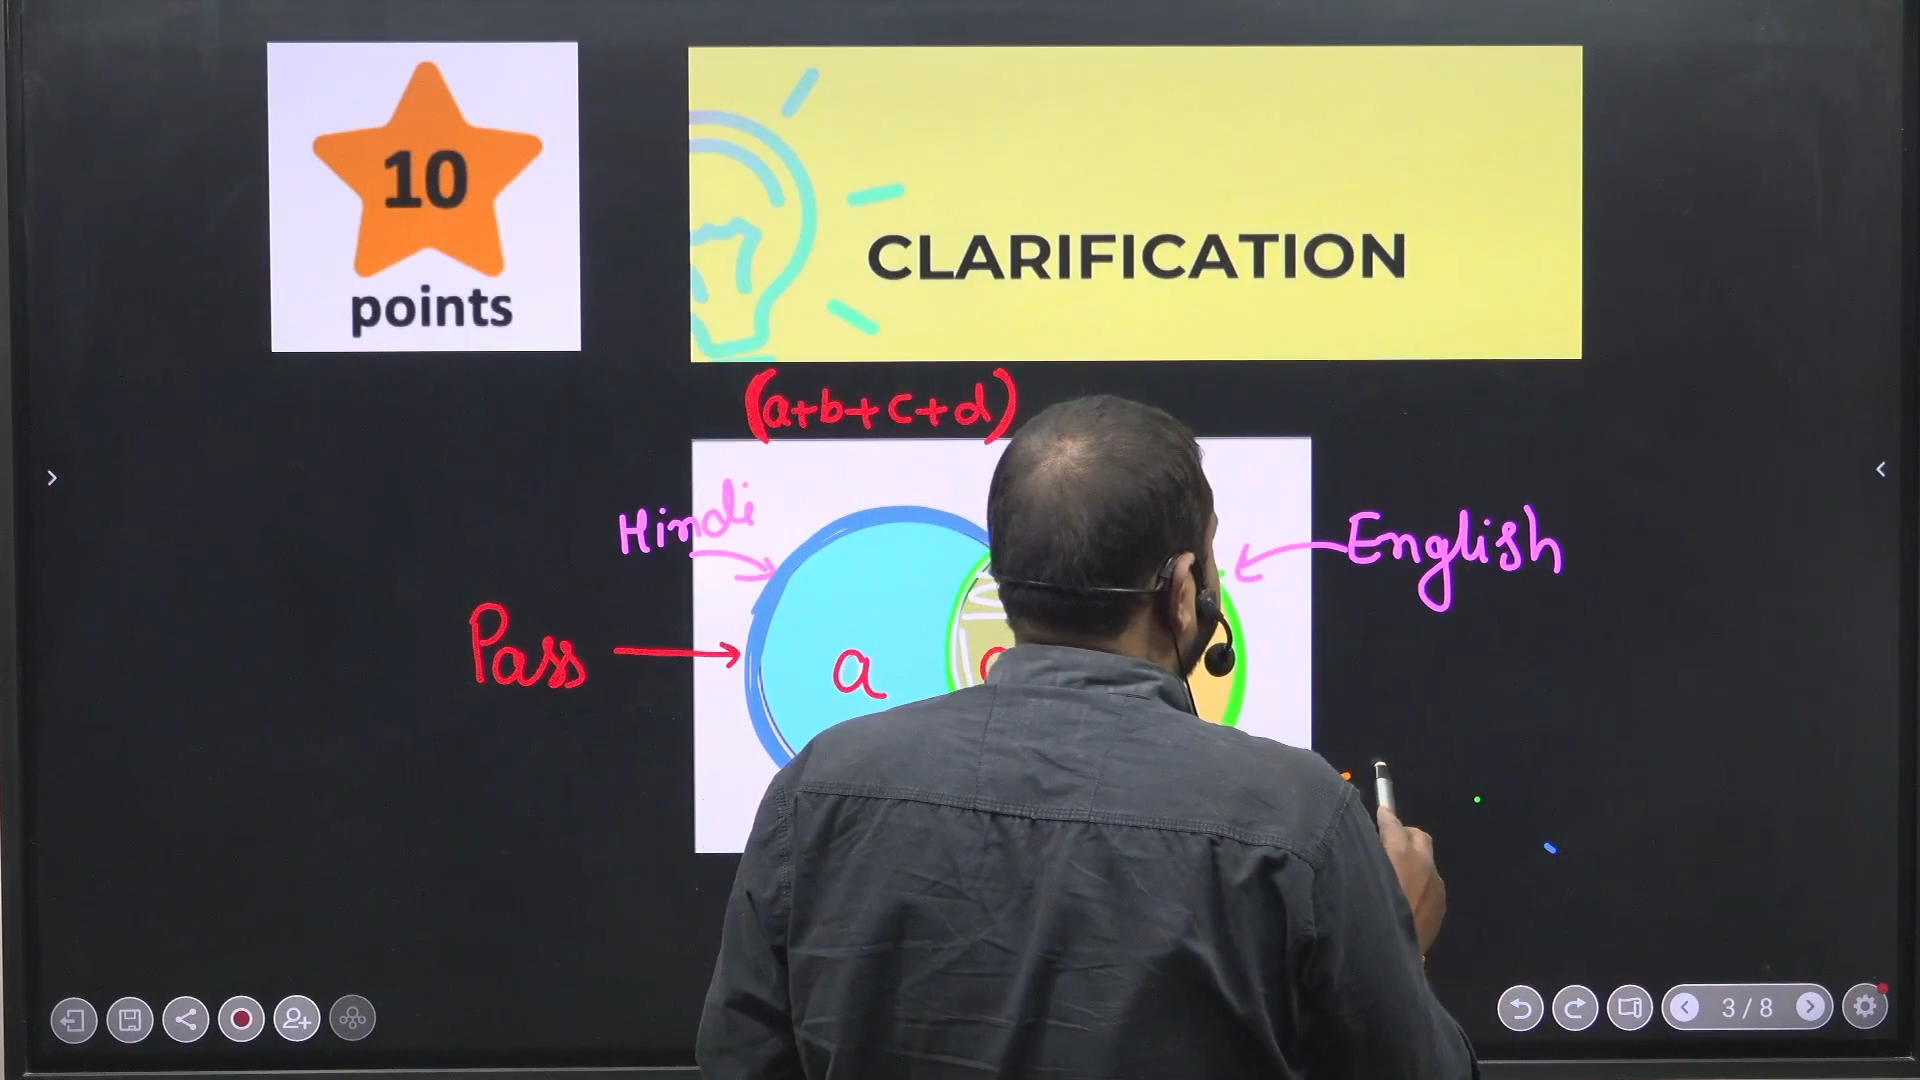 10
points
CLARIFICATION
(a+b+c+d)
Hindi
English
Pass
a
3/8